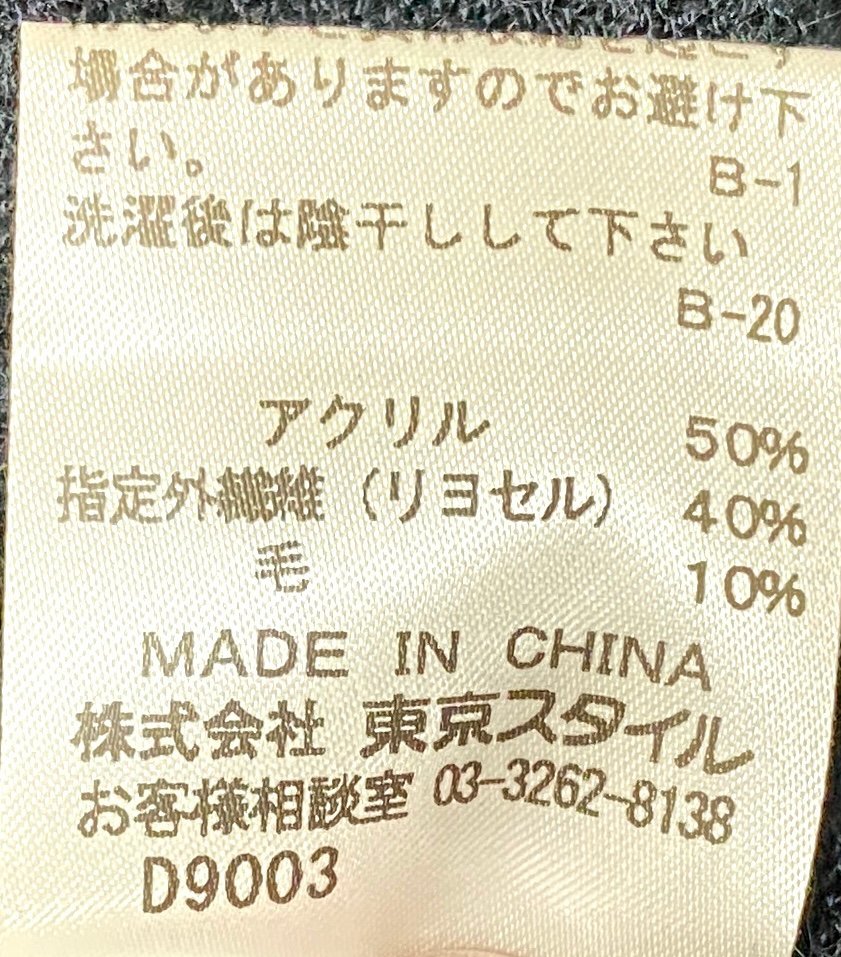 場合がありますのでお避け下
さい。
B-1
洗濯後は陰干しして下さい
B-20
アクリル 50%
指定外繊維(リヨセル) 40%
毛 10%
MADE IN CHINA
株式会社 東京スタイル
お客様相談室 03-3262-8138
D9003